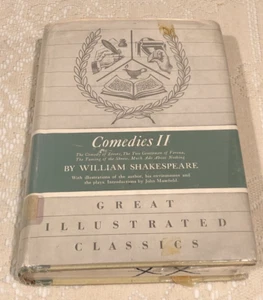 Comedies II
The Comedy of Errors, The Two Gentlemen of Verona,
The Taming of the Shrew, Much Ado About Nothing
BY WILLIAM SHAKESPEARE
With illustrations of the author, his environment and
the plays. Introductions by John
GREAT
ILLUSTRATED
CLASSICS